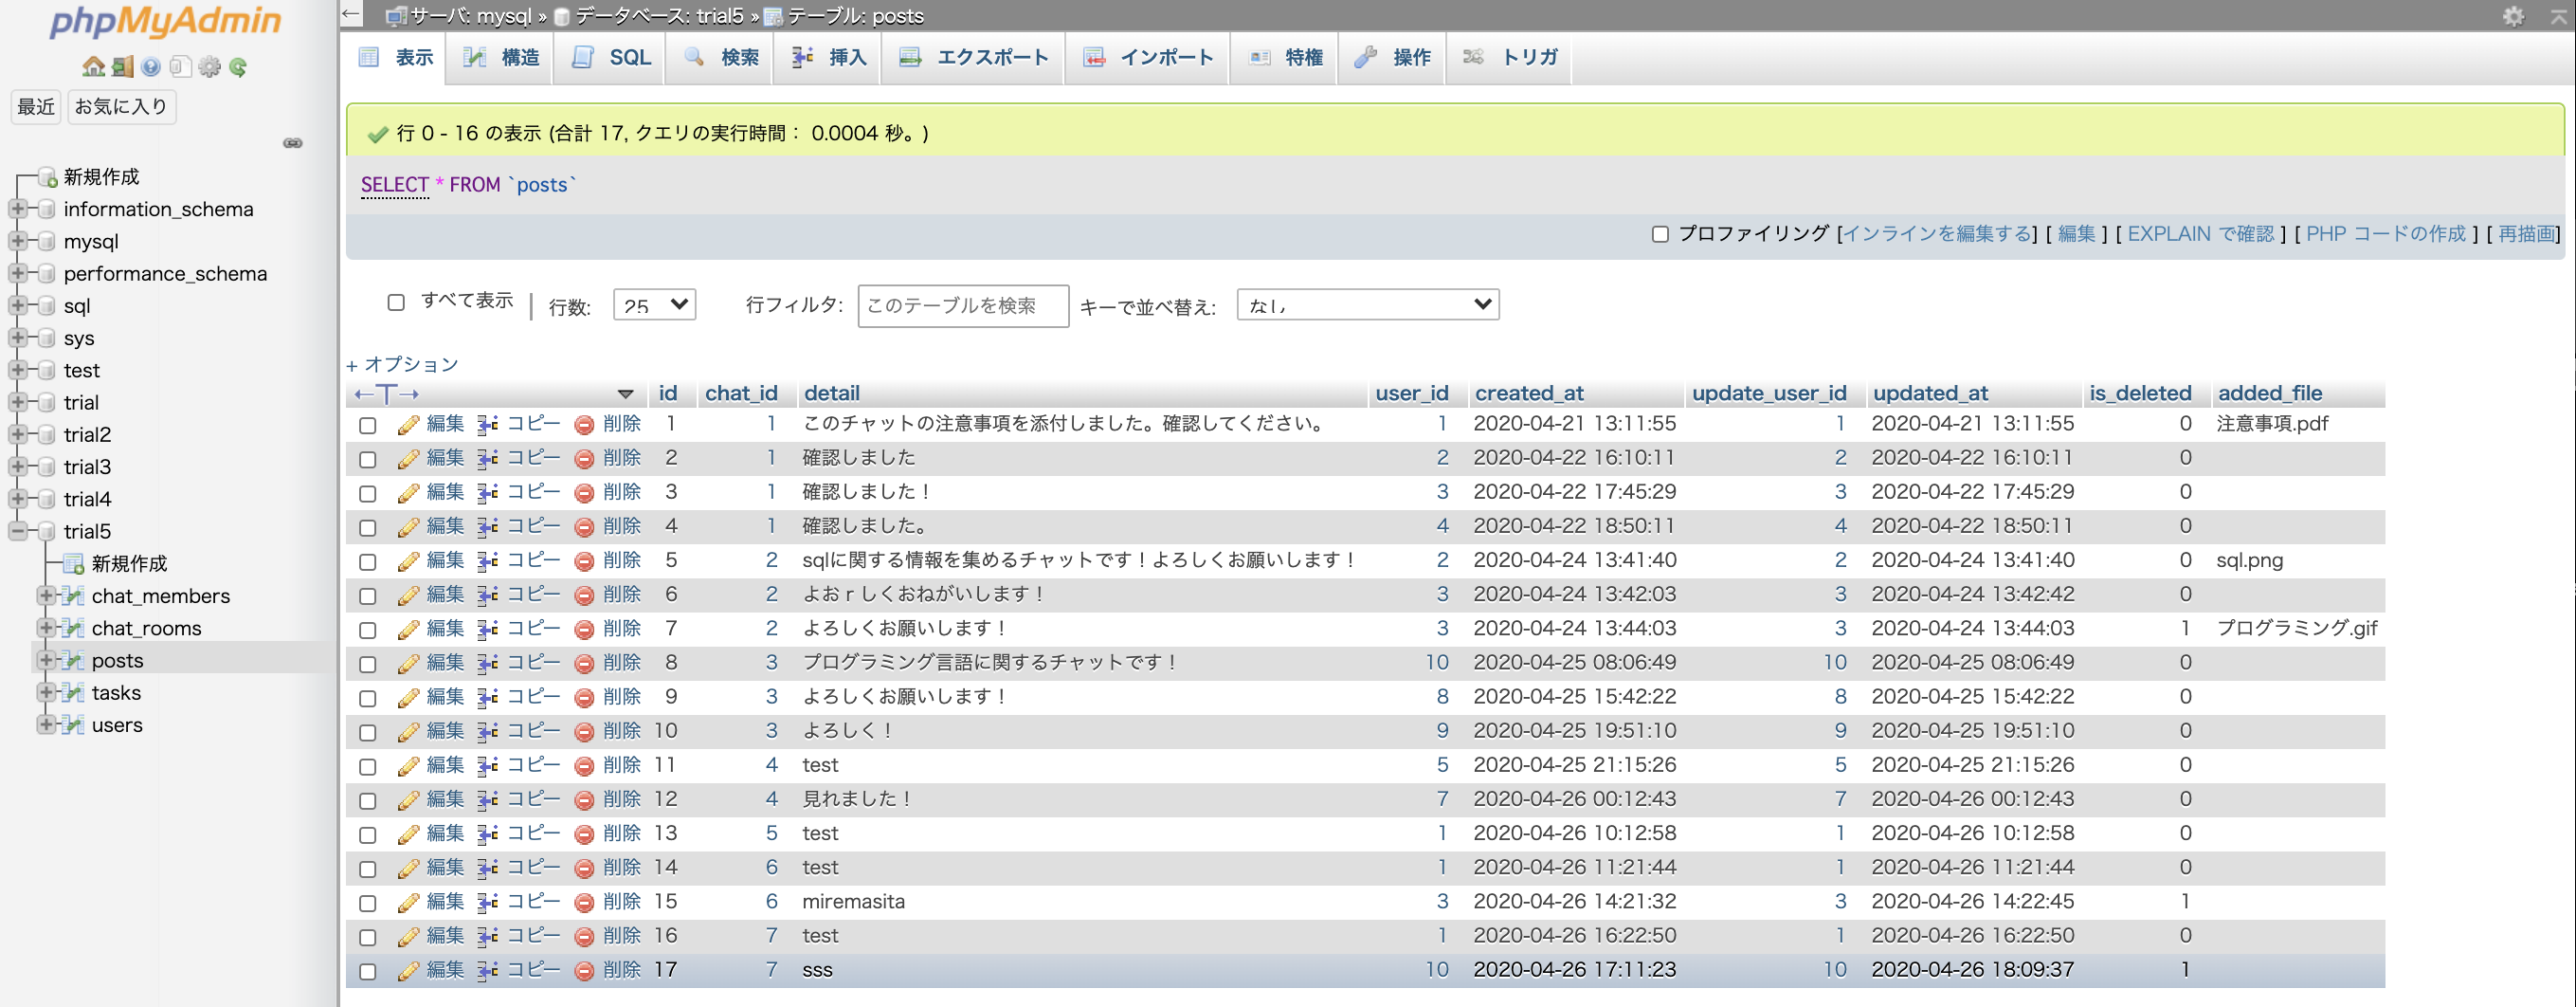 phpMyAdmin
最近 お気に入り
新規作成
information_schema
mysql
performance_schema
sql
sys
test
trial
trial2
trial3
trial4
trial5
新規作成
chat_members
chat_rooms
posts
tasks
users
サーバ: mysql » データベース: trial5 » テーブル: posts
表示 構造 SQL 検索 挿入 エクスポート インポート 特権 操作 トリガ
行 0 - 16 の表示 (合計 17, クエリの実行時間： 0.0004 秒。)
SELECT * FROM `posts`
プロファイリング [インラインを編集する] [ 編集 ] [ EXPLAIN で確認 ] [ PHP コードの作成 ] [ 再描画]
すべて表示 | 行数: 25 行フィルタ: このテーブルを検索 キーで並べ替え: なし
+ オプション
←T→ id chat_id detail user_id created_at update_user_id updated_at is_deleted added_file
編集 コピー 削除 1 1 このチャットの注意事項を添付しました。確認してください。 1 2020-04-21 13:11:55 1 2020-04-21 13:11:55 0 注意事項.pdf
編集 コピー 削除 2 1 確認しました 2 2020-04-22 16:10:11 2 2020-04-22 16:10:11 0
編集 コピー 削除 3 1 確認しました！ 3 2020-04-22 17:45:29 3 2020-04-22 17:45:29 0
編集 コピー 削除 4 1 確認しました。 4 2020-04-22 18:50:11 4 2020-04-22 18:50:11 0
編集 コピー 削除 5 2 sqlに関する情報を集めるチャットです！よろしくお願いします！ 2 2020-04-24 13:41:40 2 2020-04-24 13:41:40 0 sql.png
編集 コピー 削除 6 2 よおｒしくおねがいします！ 3 2020-04-24 13:42:03 3 2020-04-24 13:42:42 0
編集 コピー 削除 7 2 よろしくお願いします！ 3 2020-04-24 13:44:03 3 2020-04-24 13:44:03 1 プログラミング.gif
編集 コピー 削除 8 3 プログラミング言語に関するチャットです！ 10 2020-04-25 08:06:49 10 2020-04-25 08:06:49 0
編集 コピー 削除 9 3 よろしくお願いします！ 8 2020-04-25 15:42:22 8 2020-04-25 15:42:22 0
編集 コピー 削除 10 3 よろしく！ 9 2020-04-25 19:51:10 9 2020-04-25 19:51:10 0
編集 コピー 削除 11 4 test 5 2020-04-25 21:15:26 5 2020-04-25 21:15:26 0
編集 コピー 削除 12 4 見れました！ 7 2020-04-26 00:12:43 7 2020-04-26 00:12:43 0
編集 コピー 削除 13 5 test 1 2020-04-26 10:12:58 1 2020-04-26 10:12:58 0
編集 コピー 削除 14 6 test 1 2020-04-26 11:21:44 1 2020-04-26 11:21:44 0
編集 コピー 削除 15 6 miremasita 3 2020-04-26 14:21:32 3 2020-04-26 14:22:45 1
編集 コピー 削除 16 7 test 1 2020-04-26 16:22:50 1 2020-04-26 16:22:50 0
編集 コピー 削除 17 7 sss 10 2020-04-26 17:11:23 10 2020-04-26 18:09:37 1